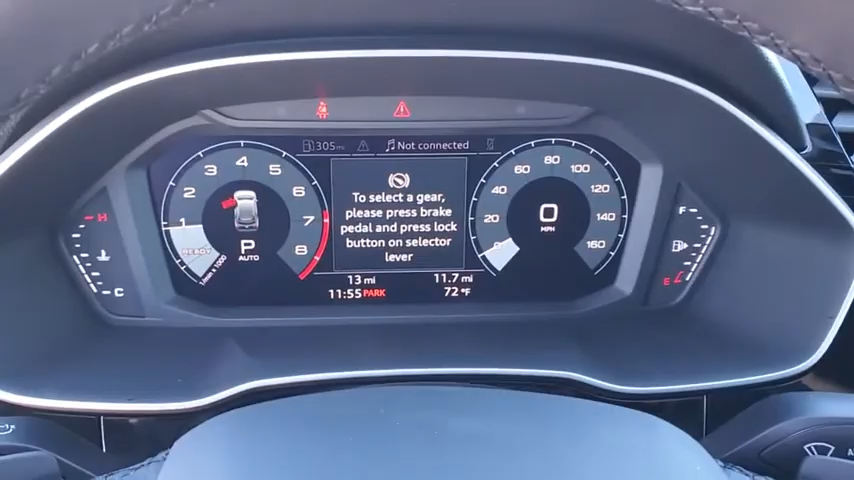 305 mi
Not connected
To select a gear,
please press brake
pedal and press lock
button on selector
lever
1 2 3 4 5 6 7 8
READY
1/min x 1000
P
AUTO
0 20 40 60 80 100 120 140 160
0
MPH
H
C
F
E
13 mi
11.7 mi
11:55 PARK
72 °F